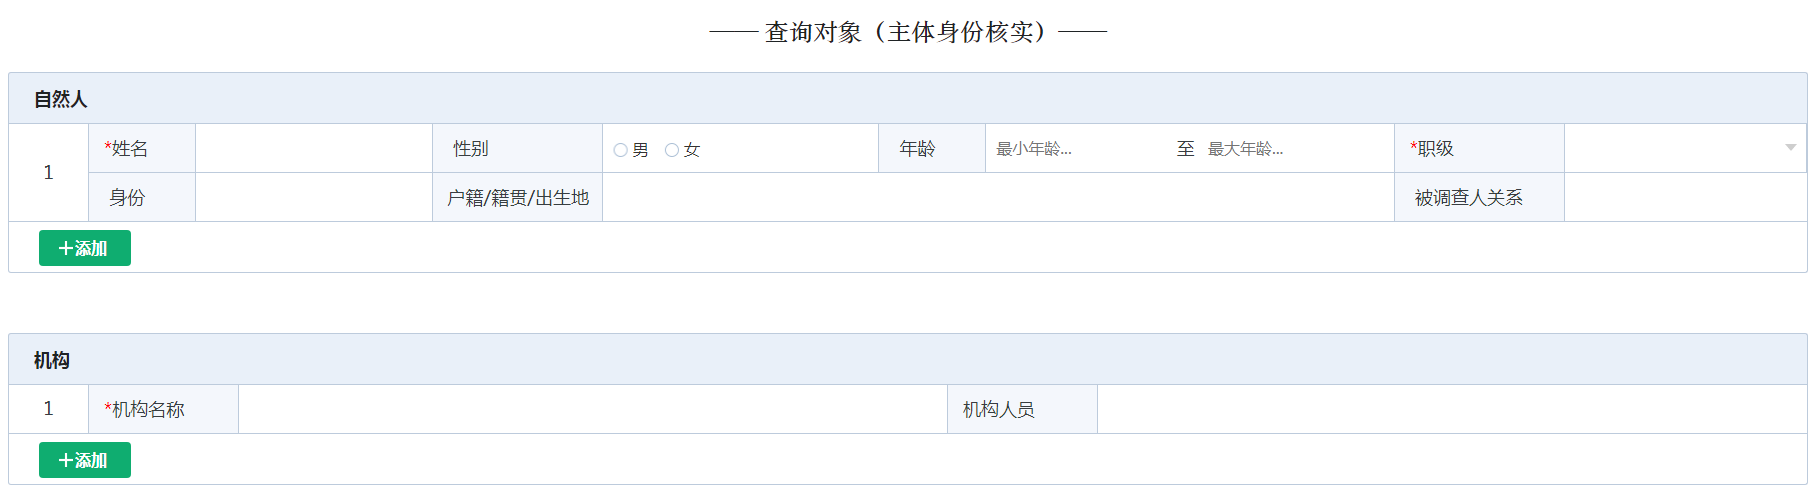 —— 查询对象（主体身份核实）——
自然人
1 *姓名 性别 男 女 年龄 最小年龄... 至 最大年龄... *职级
身份 户籍/籍贯/出生地 被调查人关系
+添加
机构
1 *机构名称 机构人员
+添加